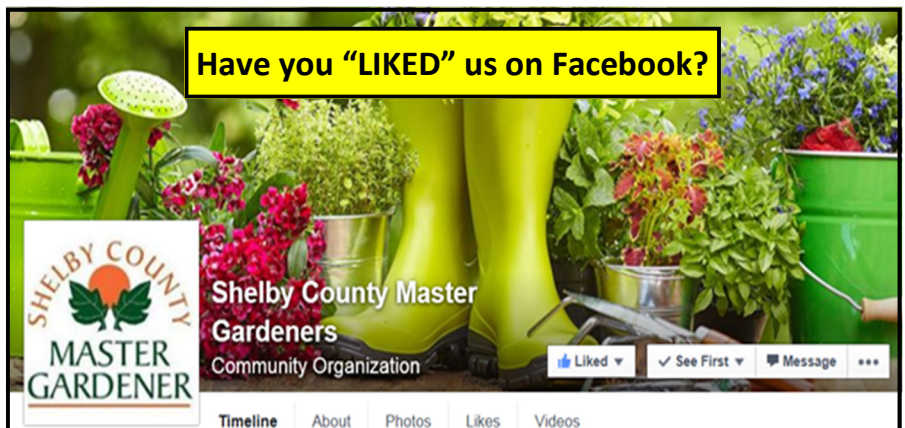 Have you “LIKED” us on Facebook?
SHELBY COUNTY
MASTER
GARDENER
Shelby County Master
Gardeners
Community Organization
Liked ▼ ✓ See First ▼ Message •••
Timeline About Photos Likes Videos